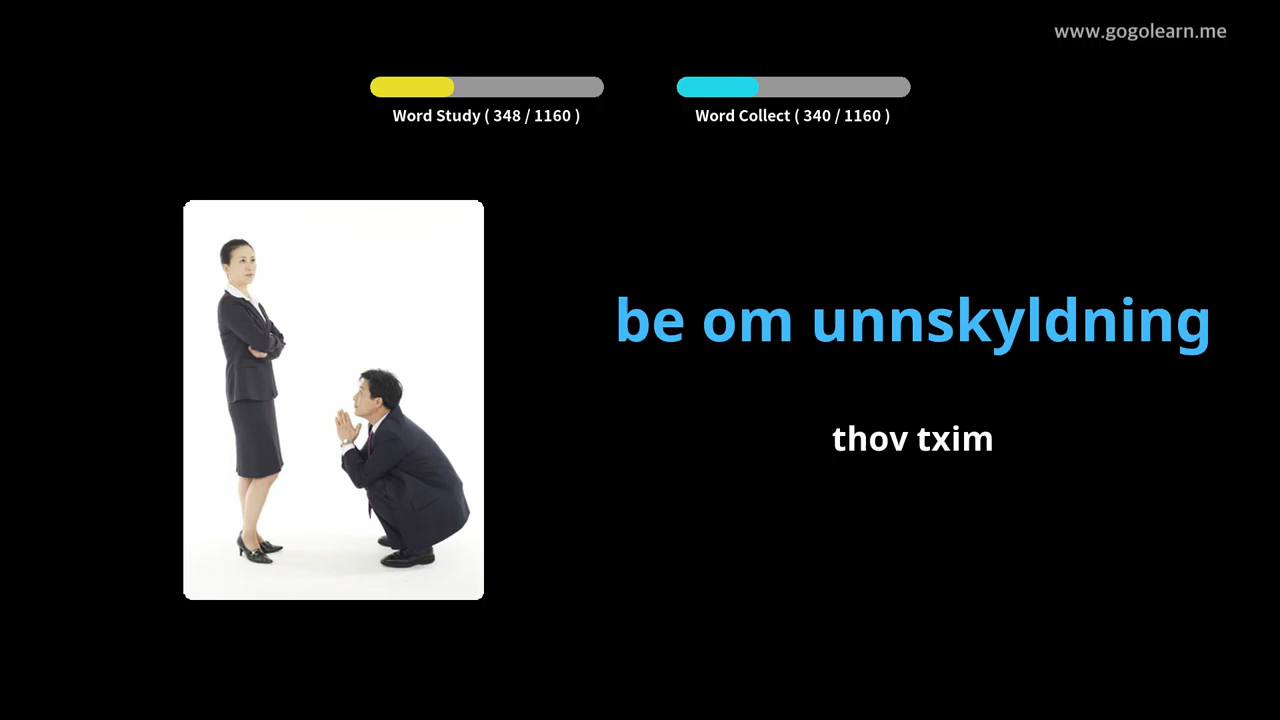 www.gogolearn.me
Word Study ( 348 / 1160 )
Word Collect ( 340 / 1160 )
be om unnskyldning
thov txim